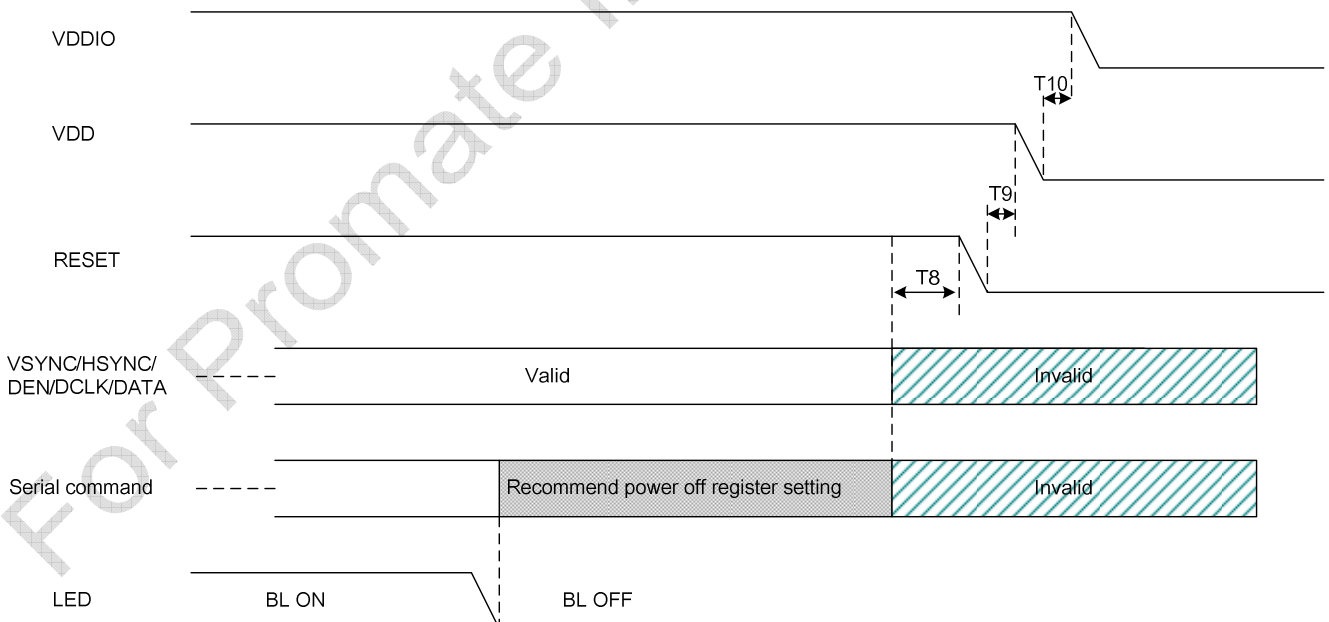 VDDIO
T10
VDD
T9
RESET
T8
VSYNC/HSYNC/
DEN/DCLK/DATA
Valid
Invalid
Serial command
Recommend power off register setting
Invalid
LED
BL ON
BL OFF
For Promate